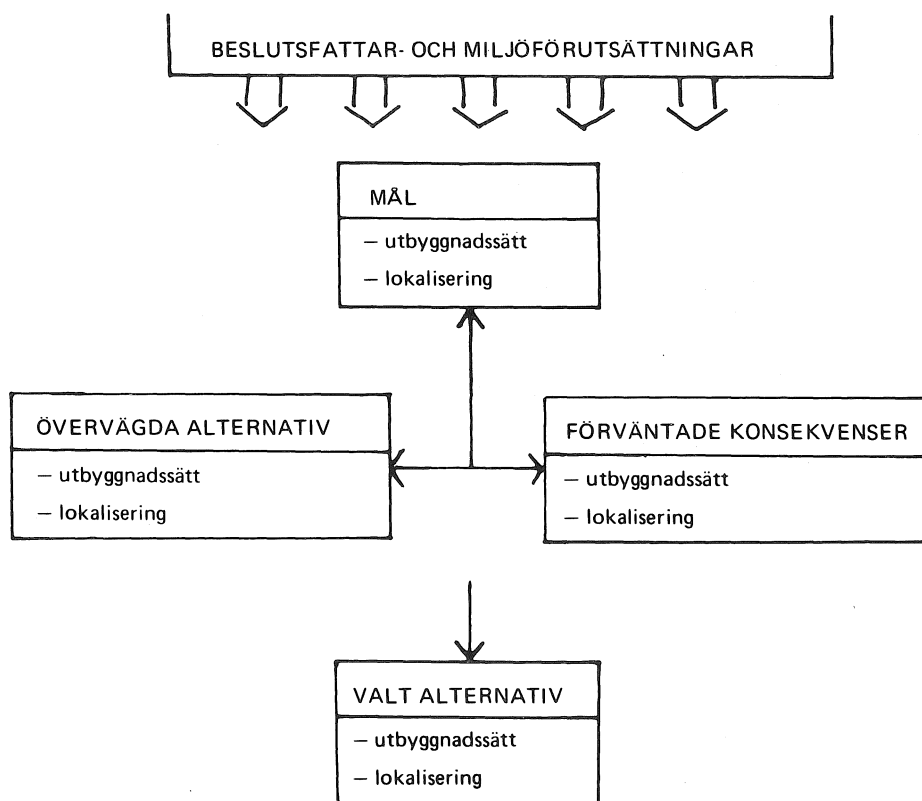 BESLUTSFATTAR- OCH MILJÖFÖRUTSÄTTNINGAR
MÅL
— utbyggnadssätt
— lokalisering
ÖVERVÄGDA ALTERNATIV
— utbyggnadssätt
— lokalisering
FÖRVÄNTADE KONSEKVENSER
— utbyggnadssätt
— lokalisering
VALT ALTERNATIV
— utbyggnadssätt
— lokalisering